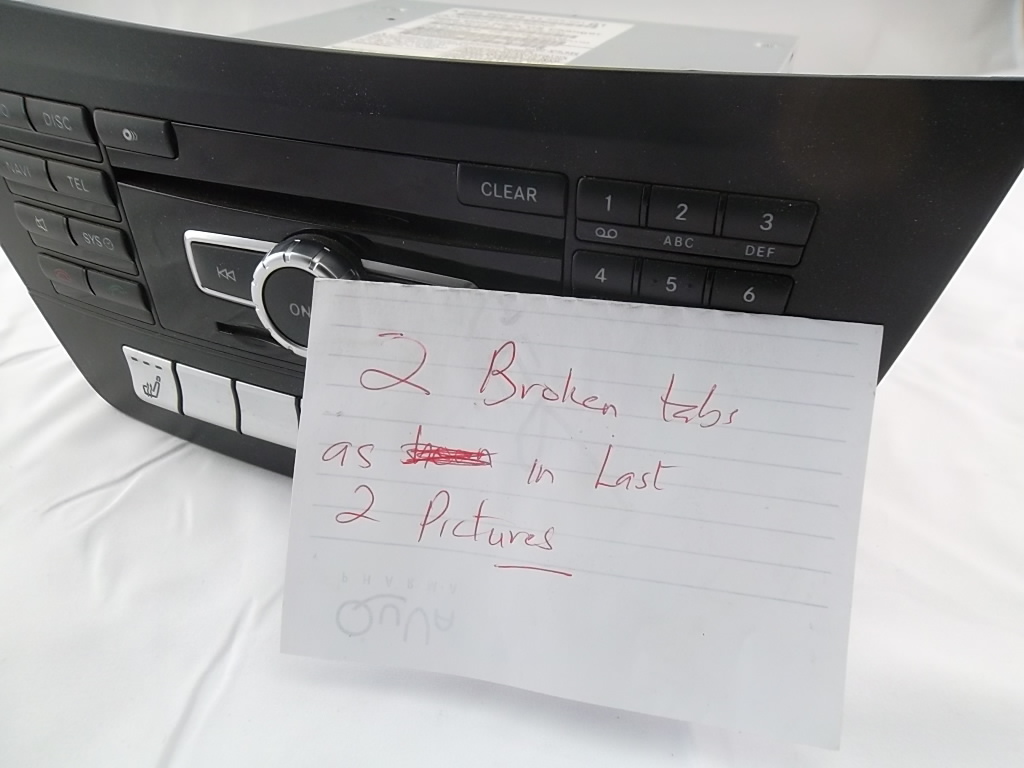 DISC
NAVI TEL
SYS
CLEAR
1 2 3
ABC DEF
4 5 6
ON
2 Broken tabs
as in Last
2 Pictures